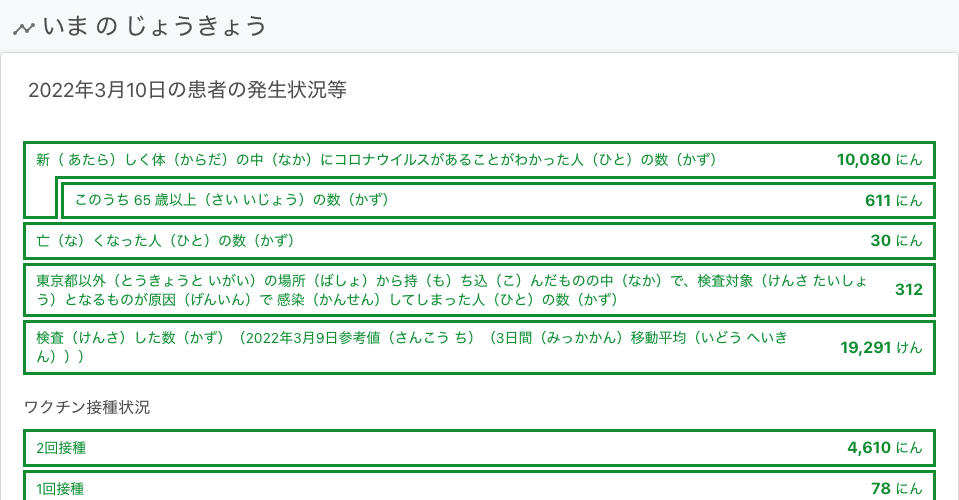 いま の じょうきょう
2022年3月10日の患者の発生状況等
新（ あたら）しく体（からだ）の中（なか）にコロナウイルスがあることがわかった人（ひと）の数（かず） 10,080 にん
このうち 65 歳以上（さい いじょう）の数（かず） 611 にん
亡（な）くなった人（ひと）の数（かず） 30 にん
東京都以外（とうきょうと いがい）の場所（ばしょ）から持（も）ち込（こ）んだものの中（なか）で、検査対象（けんさ たいしょ
う）となるものが原因（げんいん）で 感染（かんせん）してしまった人（ひと）の数（かず） 312
検査（けんさ）した数（かず）（2022年3月9日参考値（さんこう ち）（3日間（みっかかん）移動平均（いどう へいき
ん））） 19,291 けん
ワクチン接種状況
2回接種 4,610 にん
1回接種 78 にん